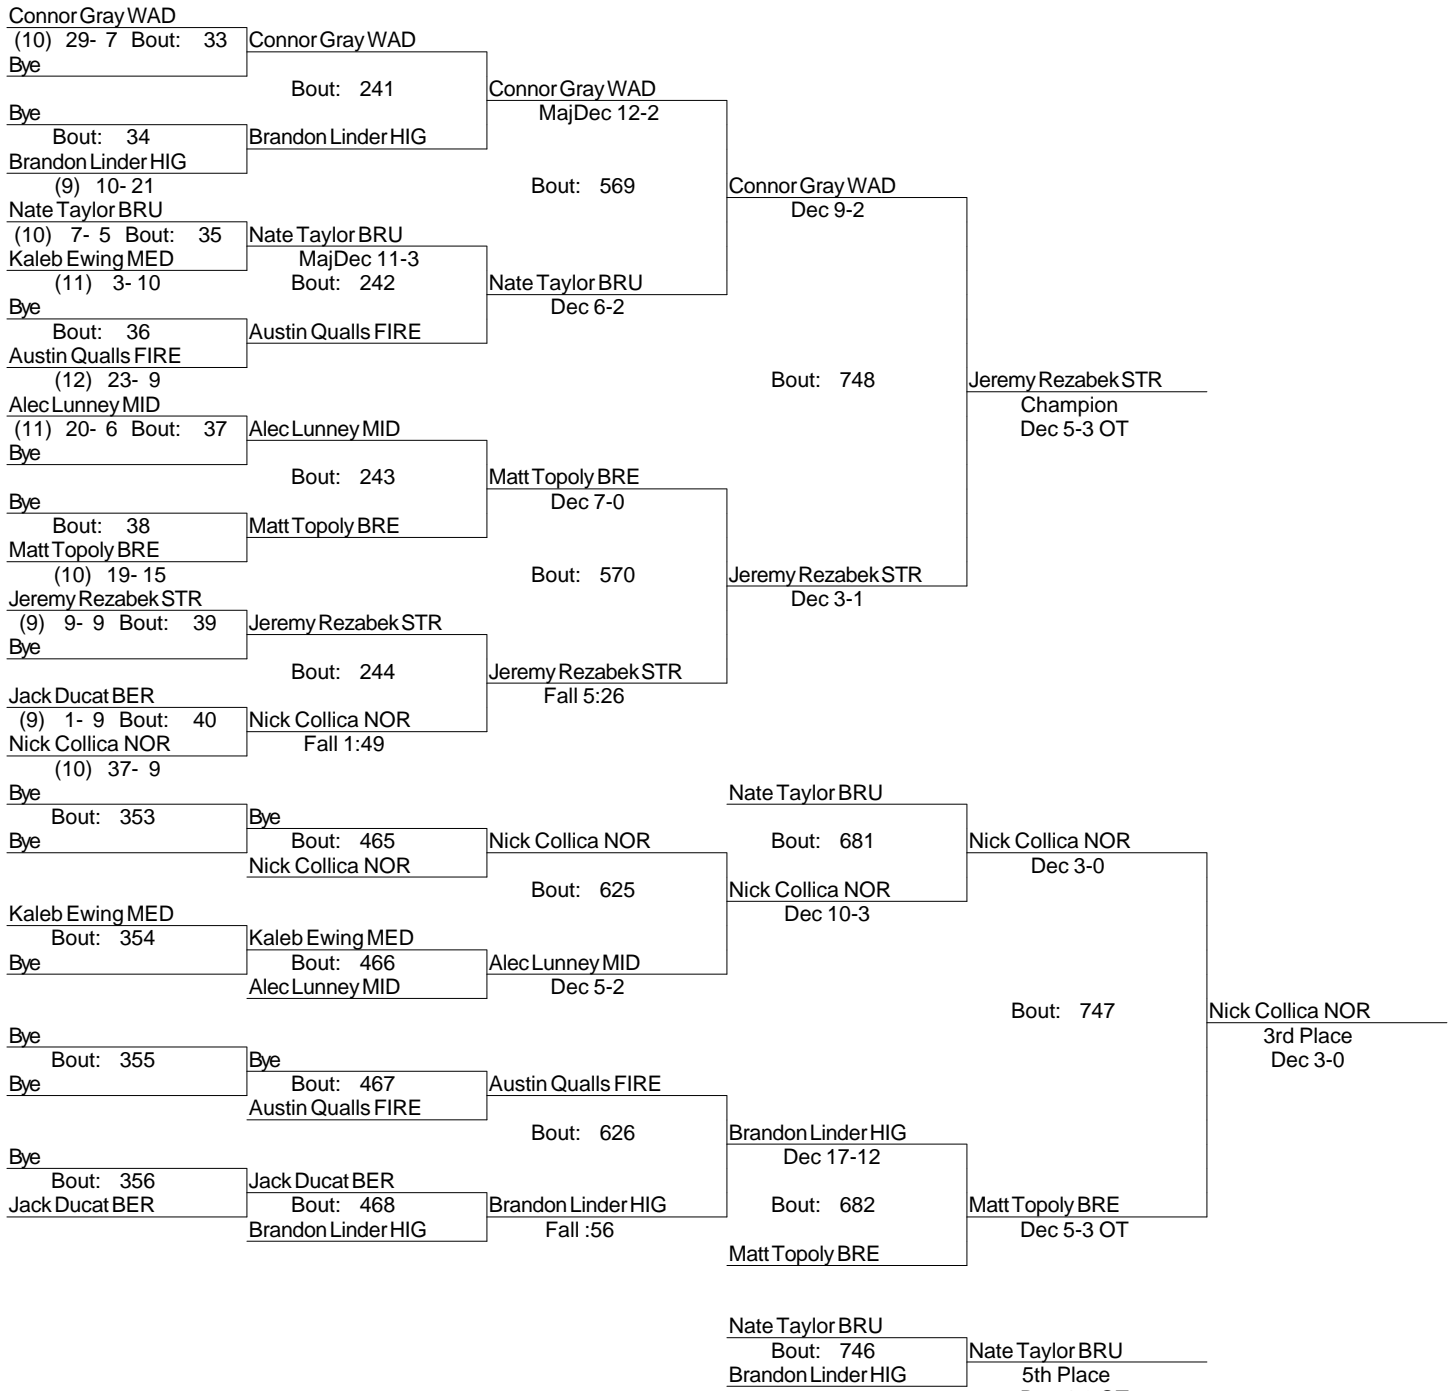 Connor Gray WAD
(10) 29- 7 Bout: 33
Bye
Bye
Bout: 34
Brandon Linder HIG
(9) 10- 21
Nate Taylor BRU
(10) 7- 5 Bout: 35
Kaleb Ewing MED
(11) 3- 10
Bye
Bout: 36
Austin Qualls FIRE
(12) 23- 9
Alec Lunney MID
(11) 20- 6 Bout: 37
Bye
Bye
Bout: 38
Matt Topoly BRE
(10) 19- 15
Jeremy Rezabek STR
(9) 9- 9 Bout: 39
Bye
Jack Ducat BER
(9) 1- 9 Bout: 40
Nick Collica NOR
(10) 37- 9
Connor Gray WAD
Bout: 241
Brandon Linder HIG
Nate Taylor BRU
MajDec 11-3
Bout: 242
Austin Qualls FIRE
Alec Lunney MID
Bout: 243
Matt Topoly BRE
Jeremy Rezabek STR
Bout: 244
Nick Collica NOR
Fall 1:49
Connor Gray WAD
MajDec 12-2
Bout: 569
Nate Taylor BRU
Dec 6-2
Matt Topoly BRE
Dec 7-0
Bout: 570
Jeremy Rezabek STR
Fall 5:26
Connor Gray WAD
Dec 9-2
Bout: 748
Jeremy Rezabek STR
Dec 3-1
Jeremy Rezabek STR
Champion
Dec 5-3 OT
Bye
Bout: 353
Bye
Kaleb Ewing MED
Bout: 354
Bye
Bye
Bout: 355
Bye
Bye
Bout: 356
Jack Ducat BER
Bye
Bout: 465
Nick Collica NOR
Kaleb Ewing MED
Bout: 466
Alec Lunney MID
Bye
Bout: 467
Austin Qualls FIRE
Jack Ducat BER
Bout: 468
Brandon Linder HIG
Nick Collica NOR
Bout: 625
Alec Lunney MID
Dec 5-2
Austin Qualls FIRE
Bout: 626
Brandon Linder HIG
Fall :56
Nate Taylor BRU
Bout: 681
Nick Collica NOR
Dec 10-3
Brandon Linder HIG
Dec 17-12
Bout: 682
Matt Topoly BRE
Nick Collica NOR
Dec 3-0
Bout: 747
Matt Topoly BRE
Dec 5-3 OT
Nick Collica NOR
3rd Place
Dec 3-0
Nate Taylor BRU
Bout: 746
Brandon Linder HIG
Nate Taylor BRU
5th Place